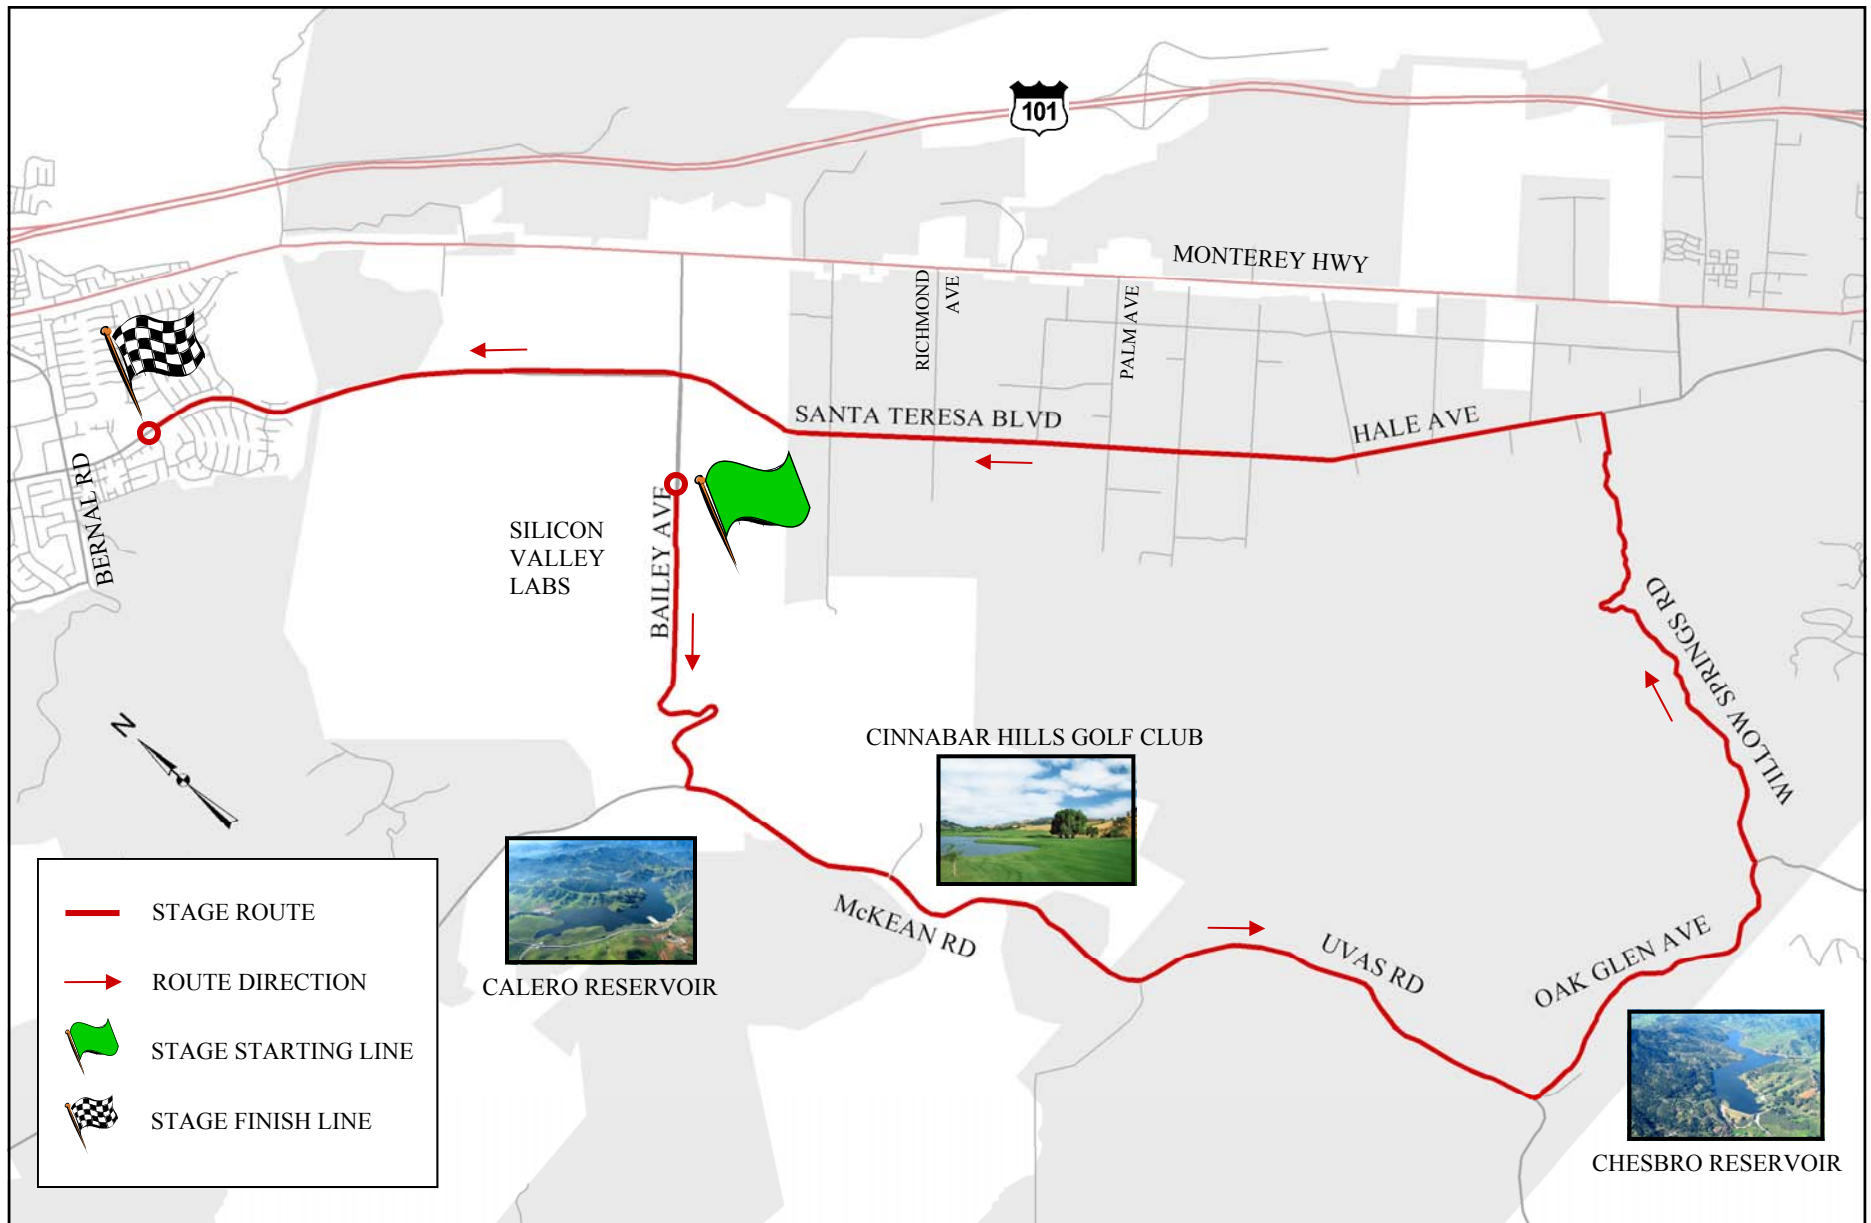 101
MONTEREY HWY
RICHMOND
AVE
PALM AVE
SANTA TERESA BLVD
HALE AVE
BERNAL RD
SILICON
VALLEY
LABS
BAILEY AVE
WILLOW SPRINGS RD
N
CINNABAR HILLS GOLF CLUB
McKEAN RD
UVAS RD
OAK GLEN AVE
CALERO RESERVOIR
CHESBRO RESERVOIR
STAGE ROUTE
ROUTE DIRECTION
STAGE STARTING LINE
STAGE FINISH LINE